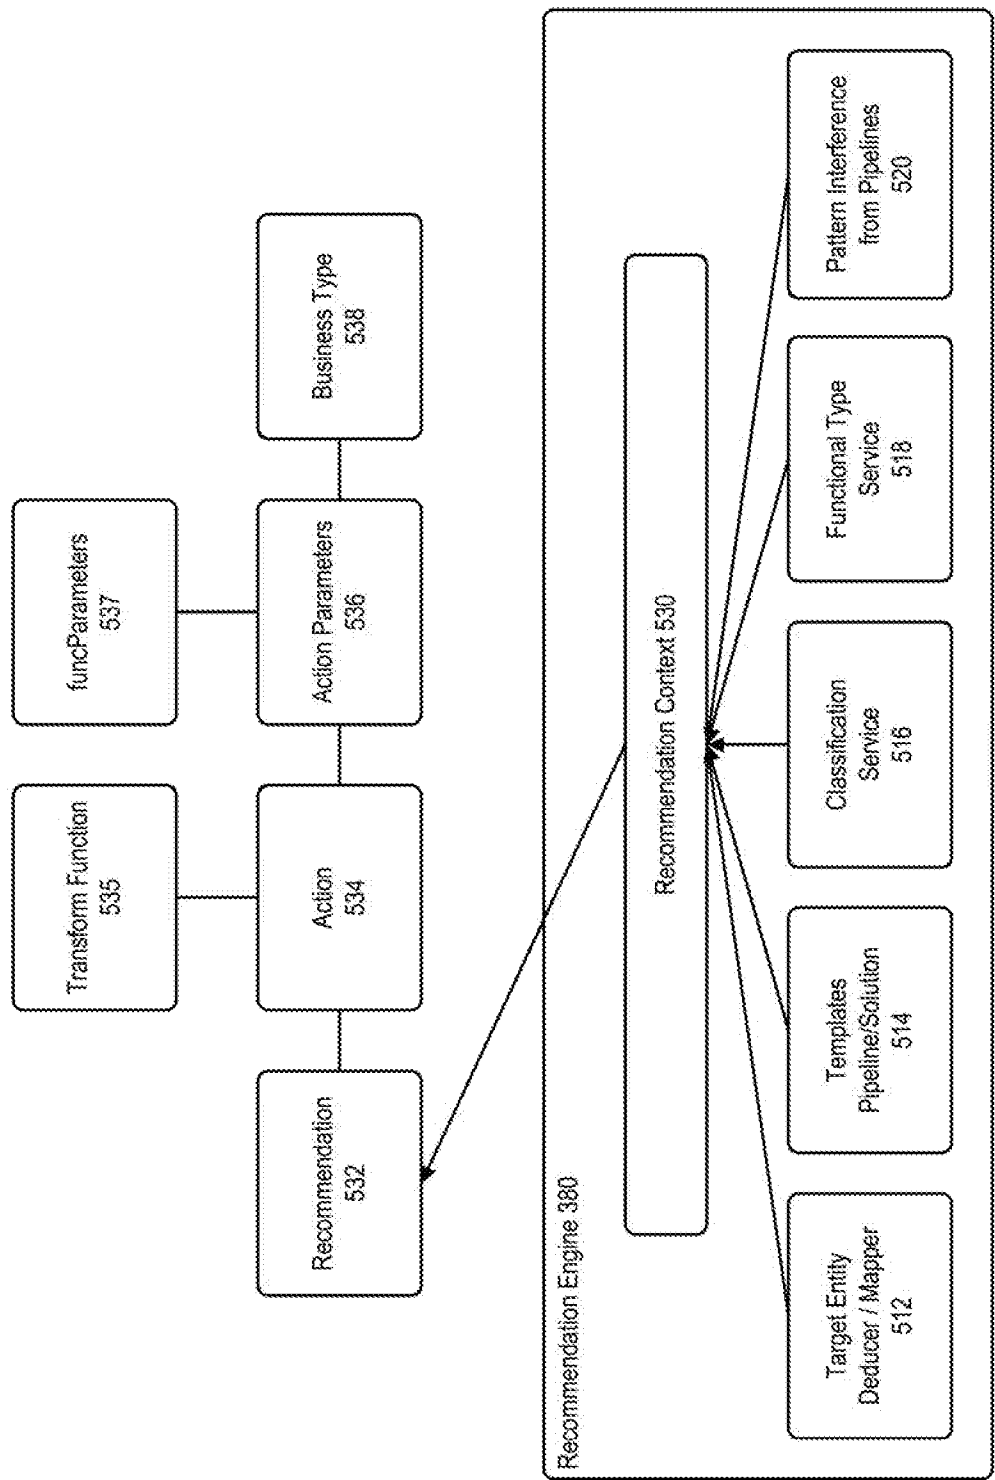 Transform Function
535
funcParameters
537
Recommendation
532
Action
534
Action Parameters
536
Business Type
538
Recommendation Engine 380
Recommendation Context 530
Target Entity
Deducer / Mapper
512
Templates
Pipeline/Solution
514
Classification
Service
516
Functional Type
Service
518
Pattern Interference
from Pipelines
520